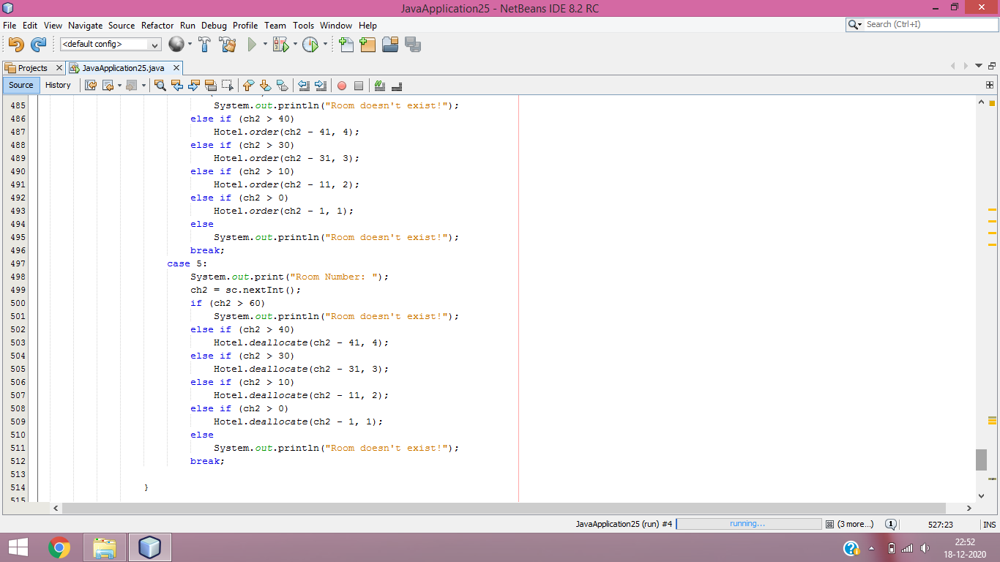 JavaApplication25 - NetBeans IDE 8.2 RC
File Edit View Navigate Source Refactor Run Debug Profile Team Tools Window Help
Search (Ctrl+I)
<default config>
Projects
JavaApplication25.java
Source History
485 System.out.println("Room doesn't exist!");
486 else if (ch2 > 40)
487 Hotel.order(ch2 - 41, 4);
488 else if (ch2 > 30)
489 Hotel.order(ch2 - 31, 3);
490 else if (ch2 > 10)
491 Hotel.order(ch2 - 11, 2);
492 else if (ch2 > 0)
493 Hotel.order(ch2 - 1, 1);
494 else
495 System.out.println("Room doesn't exist!");
496 break;
497 case 5:
498 System.out.print("Room Number: ");
499 ch2 = sc.nextInt();
500 if (ch2 > 60)
501 System.out.println("Room doesn't exist!");
502 else if (ch2 > 40)
503 Hotel.deallocate(ch2 - 41, 4);
504 else if (ch2 > 30)
505 Hotel.deallocate(ch2 - 31, 3);
506 else if (ch2 > 10)
507 Hotel.deallocate(ch2 - 11, 2);
508 else if (ch2 > 0)
509 Hotel.deallocate(ch2 - 1, 1);
510 else
511 System.out.println("Room doesn't exist!");
512 break;
513
514 }
515
JavaApplication25 (run) #4 running... (3 more...) 1 527:23 INS
22:52
18-12-2020